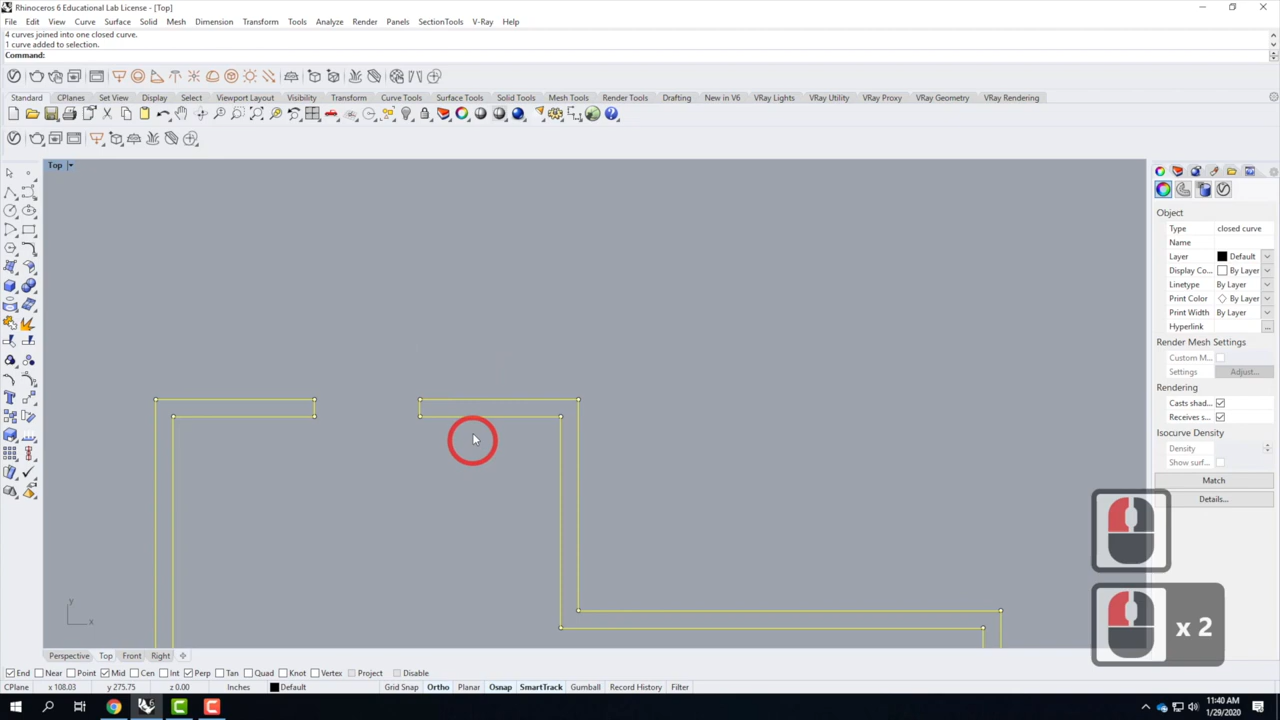 Rhinoceros 6 Educational Lab License - [Top]
File Edit View Curve Surface Solid Mesh Dimension Transform Tools Analyze Render Panels SectionTools V-Ray Help
4 curves joined into one closed curve.
1 curve added to selection.
Command:
Standard CPlanes Set View Display Select Viewport Layout Visibility Transform Curve Tools Surface Tools Solid Tools Mesh Tools Render Tools Drafting New in V6 VRay Lights VRay Utility VRay Proxy VRay Geometry VRay Rendering
Top
Object
Type closed curve
Name
Layer Default
Display Co... By Layer
Linetype By Layer
Print Color By Layer
Print Width By Layer
Hyperlink ...
Render Mesh Settings
Custom M...
Settings Adjust...
Rendering
Casts shad...
Receives s...
Isocurve Density
Density
Show surf...
Match
Details...
x 2
y
x
Perspective Top Front Right
End Near Point Mid Cen Int Perp Tan Quad Knot Vertex Project Disable
CPlane x 108.03 y 275.75 z 0.00 Inches Default Grid Snap Ortho Planar Osnap SmartTrack Gumball Record History Filter
11:40 AM
1/29/2020